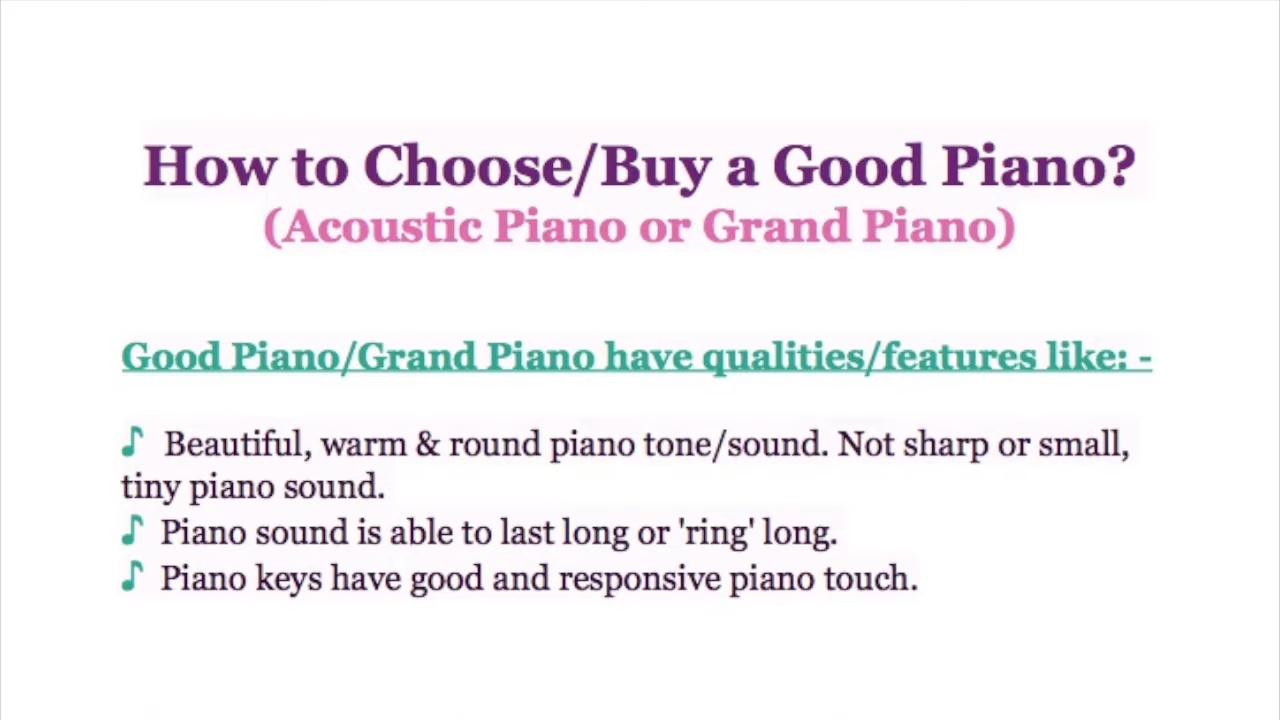 How to Choose/Buy a Good Piano?
(Acoustic Piano or Grand Piano)
Good Piano/Grand Piano have qualities/features like: -
♪ Beautiful, warm & round piano tone/sound. Not sharp or small,
tiny piano sound.
♪ Piano sound is able to last long or 'ring' long.
♪ Piano keys have good and responsive piano touch.